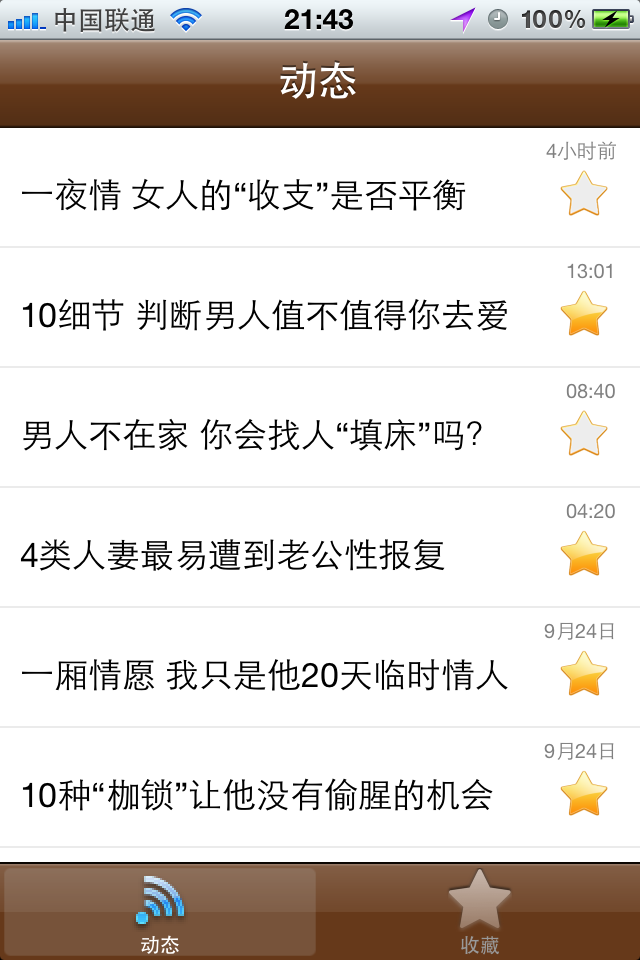 中国联通 21:43 100%
动态
4小时前
一夜情 女人的“收支”是否平衡
13:01
10细节 判断男人值不值得你去爱
08:40
男人不在家 你会找人“填床”吗?
04:20
4类人妻最易遭到老公性报复
9月24日
一厢情愿 我只是他20天临时情人
9月24日
10种“枷锁”让他没有偷腥的机会
动态 收藏